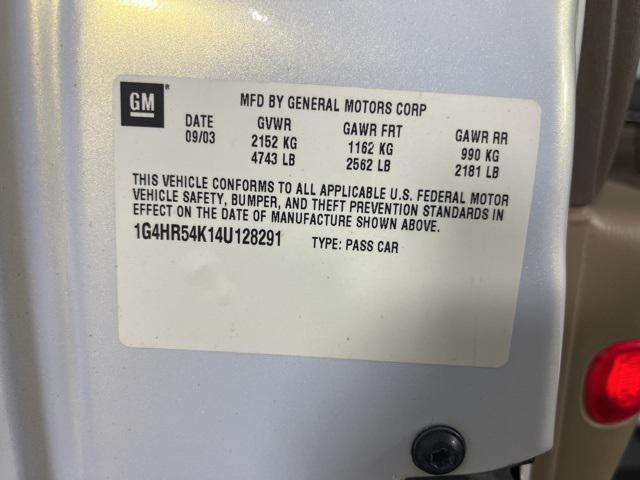 GM ®
MFD BY GENERAL MOTORS CORP
DATE GVWR GAWR FRT GAWR RR
09/03 2152 KG 1162 KG 990 KG
4743 LB 2562 LB 2181 LB
THIS VEHICLE CONFORMS TO ALL APPLICABLE U.S. FEDERAL MOTOR
VEHICLE SAFETY, BUMPER, AND THEFT PREVENTION STANDARDS IN
EFFECT ON THE DATE OF MANUFACTURE SHOWN ABOVE.
1G4HR54K14U128291 TYPE: PASS CAR